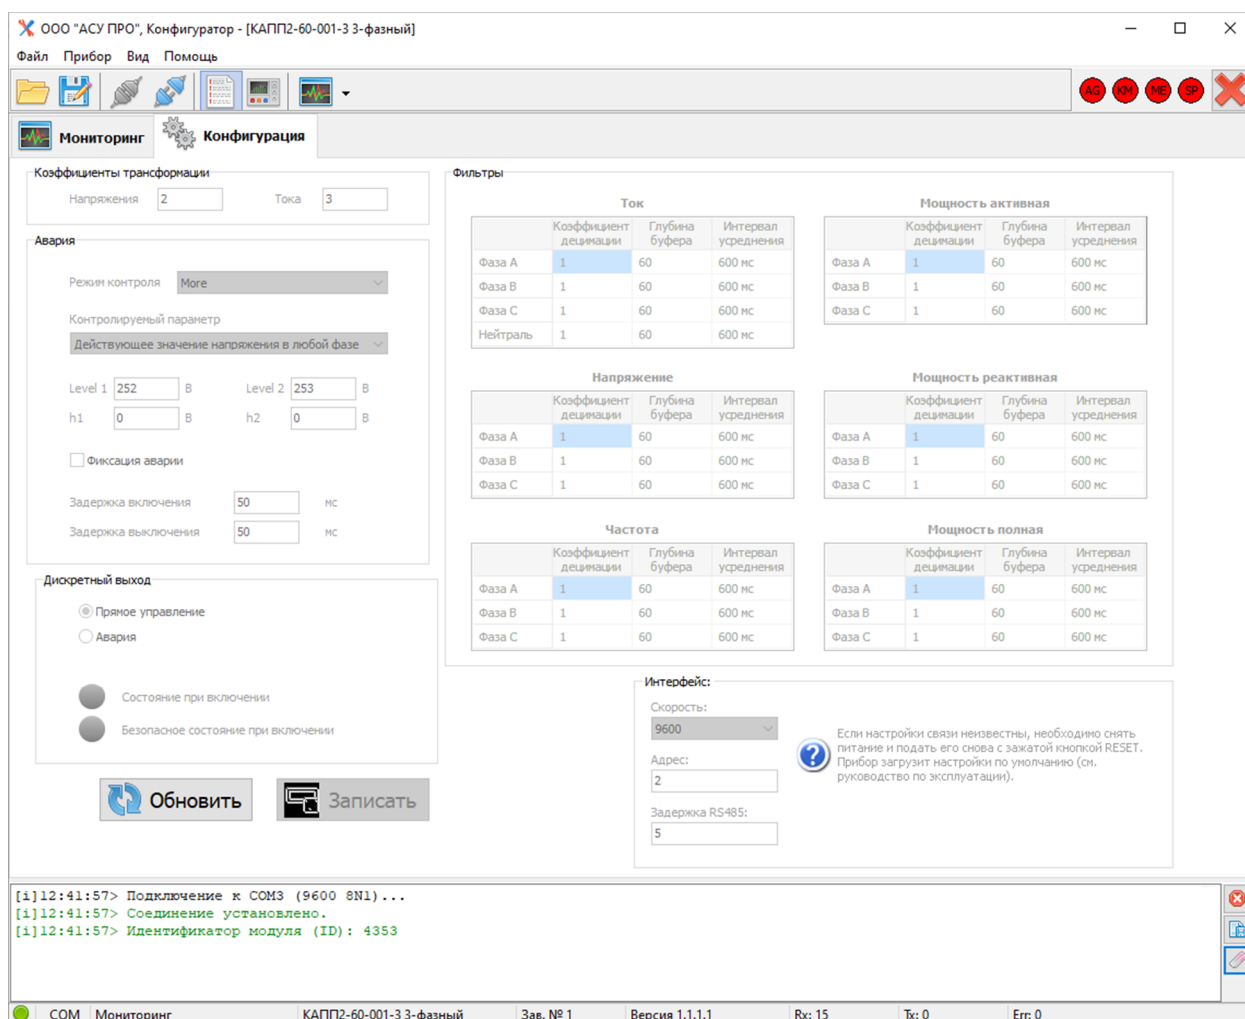 ООО "АСУ ПРО", Конфигуратор - [КАПП2-60-001-3 3-фазный]
Файл Прибор Вид Помощь
AG KM ME SP
Мониторинг Конфигурация
Коэффициенты трансформации
Напряжения 2 Тока 3
Авария
Режим контроля More
Контролируемый параметр
Действующее значение напряжения в любой фазе
Level 1 252 В Level 2 253 В
h1 0 В h2 0 В
Фиксация аварии
Задержка включения 50 мс
Задержка выключения 50 мс
Дискретный выход
Прямое управление
Авария
Состояние при включении
Безопасное состояние при включении
Обновить Записать
Фильтры
Ток
Коэффициент децимации Глубина буфера Интервал усреднения
Фаза A 1 60 600 мс
Фаза B 1 60 600 мс
Фаза C 1 60 600 мс
Нейтраль 1 60 600 мс
Мощность активная
Коэффициент децимации Глубина буфера Интервал усреднения
Фаза A 1 60 600 мс
Фаза B 1 60 600 мс
Фаза C 1 60 600 мс
Напряжение
Коэффициент децимации Глубина буфера Интервал усреднения
Фаза A 1 60 600 мс
Фаза B 1 60 600 мс
Фаза C 1 60 600 мс
Мощность реактивная
Коэффициент децимации Глубина буфера Интервал усреднения
Фаза A 1 60 600 мс
Фаза B 1 60 600 мс
Фаза C 1 60 600 мс
Частота
Коэффициент децимации Глубина буфера Интервал усреднения
Фаза A 1 60 600 мс
Фаза B 1 60 600 мс
Фаза C 1 60 600 мс
Мощность полная
Коэффициент децимации Глубина буфера Интервал усреднения
Фаза A 1 60 600 мс
Фаза B 1 60 600 мс
Фаза C 1 60 600 мс
Интерфейс:
Скорость:
9600
Адрес:
2
Задержка RS485:
5
Если настройки связи неизвестны, необходимо снять
питание и подать его снова с зажатой кнопкой RESET.
Прибор загрузит настройки по умолчанию (см.
руководство по эксплуатации).
[i]12:41:57> Подключение к COM3 (9600 8N1)...
[i]12:41:57> Соединение установлено.
[i]12:41:57> Идентификатор модуля (ID): 4353
COM Мониторинг КАПП2-60-001-3 3-фазный Зав. № 1 Версия 1.1.1.1 Rx: 15 Tx: 0 Err: 0